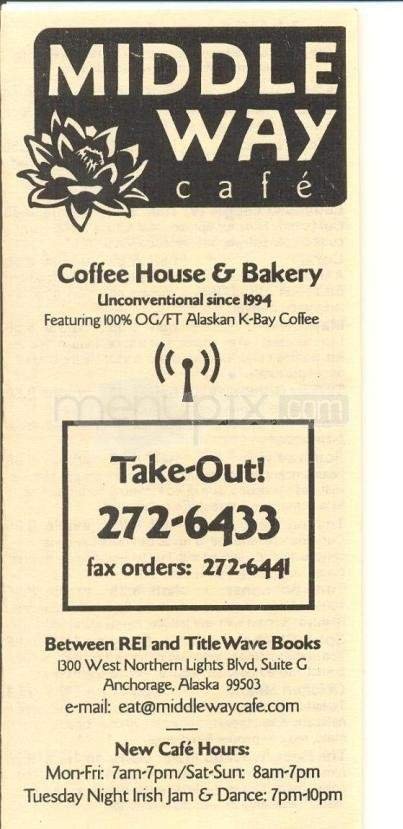 MIDDLE
WAY
café
Coffee House & Bakery
Unconventional since 1994
Featuring 100% OG/FT Alaskan K-Bay Coffee
menupix.com
Take-Out!
272-6433
fax orders: 272-6441
Between REI and TitleWave Books
1300 West Northern Lights Blvd, Suite G
Anchorage, Alaska 99503
e-mail: eat@middlewaycafe.com
New Café Hours:
Mon-Fri: 7am-7pm/Sat-Sun: 8am-7pm
Tuesday Night Irish Jam & Dance: 7pm-10pm